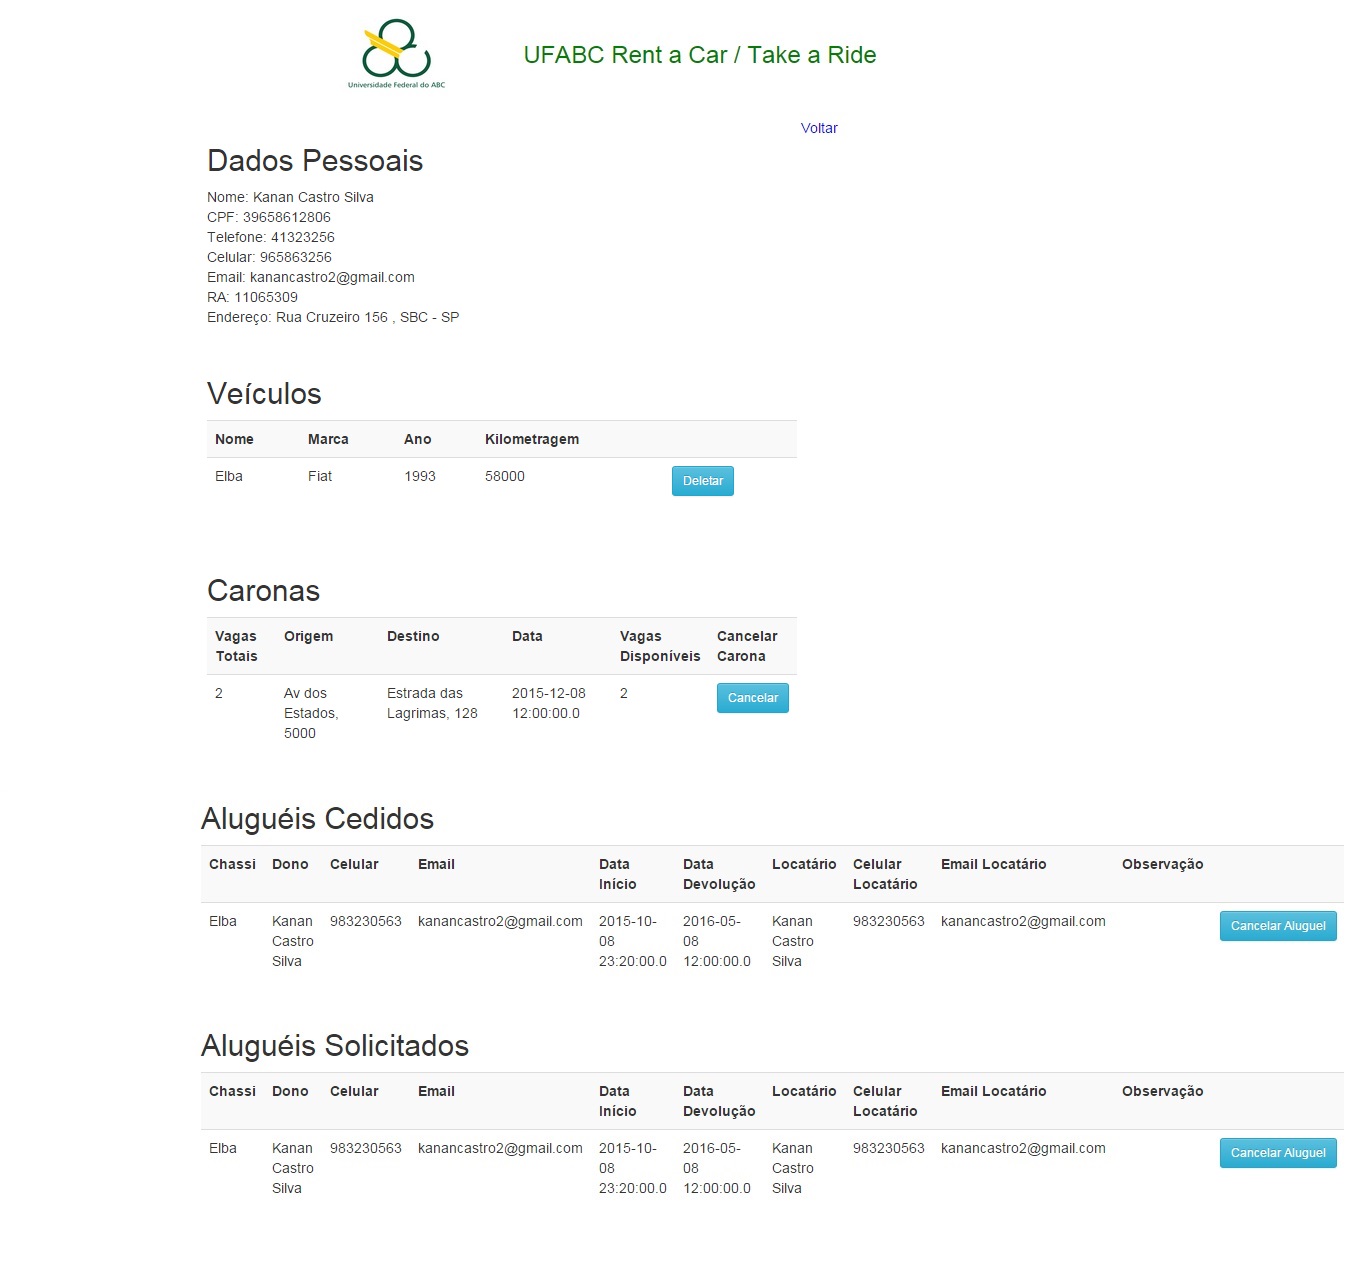 Universidade Federal do ABC
UFABC Rent a Car / Take a Ride
Voltar
Dados Pessoais
Nome: Kanan Castro Silva
CPF: 39658612806
Telefone: 41323256
Celular: 965863256
Email: kanancastro2@gmail.com
RA: 11065309
Endereço: Rua Cruzeiro 156 , SBC - SP
Veículos
Nome Marca Ano Kilometragem
Elba Fiat 1993 58000 Deletar
Caronas
Vagas Origem Destino Data Vagas Cancelar
Totais Disponíveis Carona
2 Av dos Estrada das 2015-12-08 2 Cancelar
Estados, Lagrimas, 128 12:00:00.0
5000
Aluguéis Cedidos
Chassi Dono Celular Email Data Data Locatário Celular Email Locatário Observação
Início Devolução Locatário
Elba Kanan 983230563 kanancastro2@gmail.com 2015-10- 2016-05- Kanan 983230563 kanancastro2@gmail.com Cancelar Aluguel
Castro 08 08 Castro
Silva 23:20:00.0 12:00:00.0 Silva
Aluguéis Solicitados
Chassi Dono Celular Email Data Data Locatário Celular Email Locatário Observação
Início Devolução Locatário
Elba Kanan 983230563 kanancastro2@gmail.com 2015-10- 2016-05- Kanan 983230563 kanancastro2@gmail.com Cancelar Aluguel
Castro 08 08 Castro
Silva 23:20:00.0 12:00:00.0 Silva